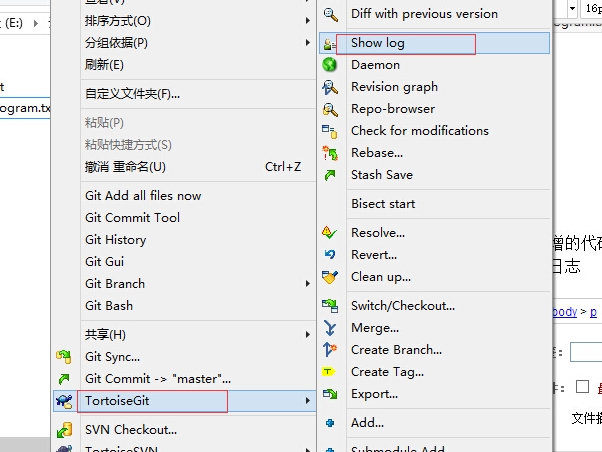 (E:)
ogram.tx
排序方式(O)
分组依据(P)
刷新(E)
自定义文件夹(F)...
粘贴(P)
粘贴快捷方式(S)
撤消 重命名(U) Ctrl+Z
Git Add all files now
Git Commit Tool
Git History
Git Gui
Git Branch
Git Bash
共享(H)
Git Sync...
Git Commit -> "master"...
TortoiseGit
SVN Checkout...
TortoiseSVN
Diff with previous version
Show log
Daemon
Revision graph
Repo-browser
Check for modifications
Rebase...
Stash Save
Bisect start
Resolve...
Revert...
Clean up...
Switch/Checkout...
Merge...
Create Branch...
Create Tag...
Export...
Add...
Submodule Add
16p
增的代码
日志
body > p
文件描